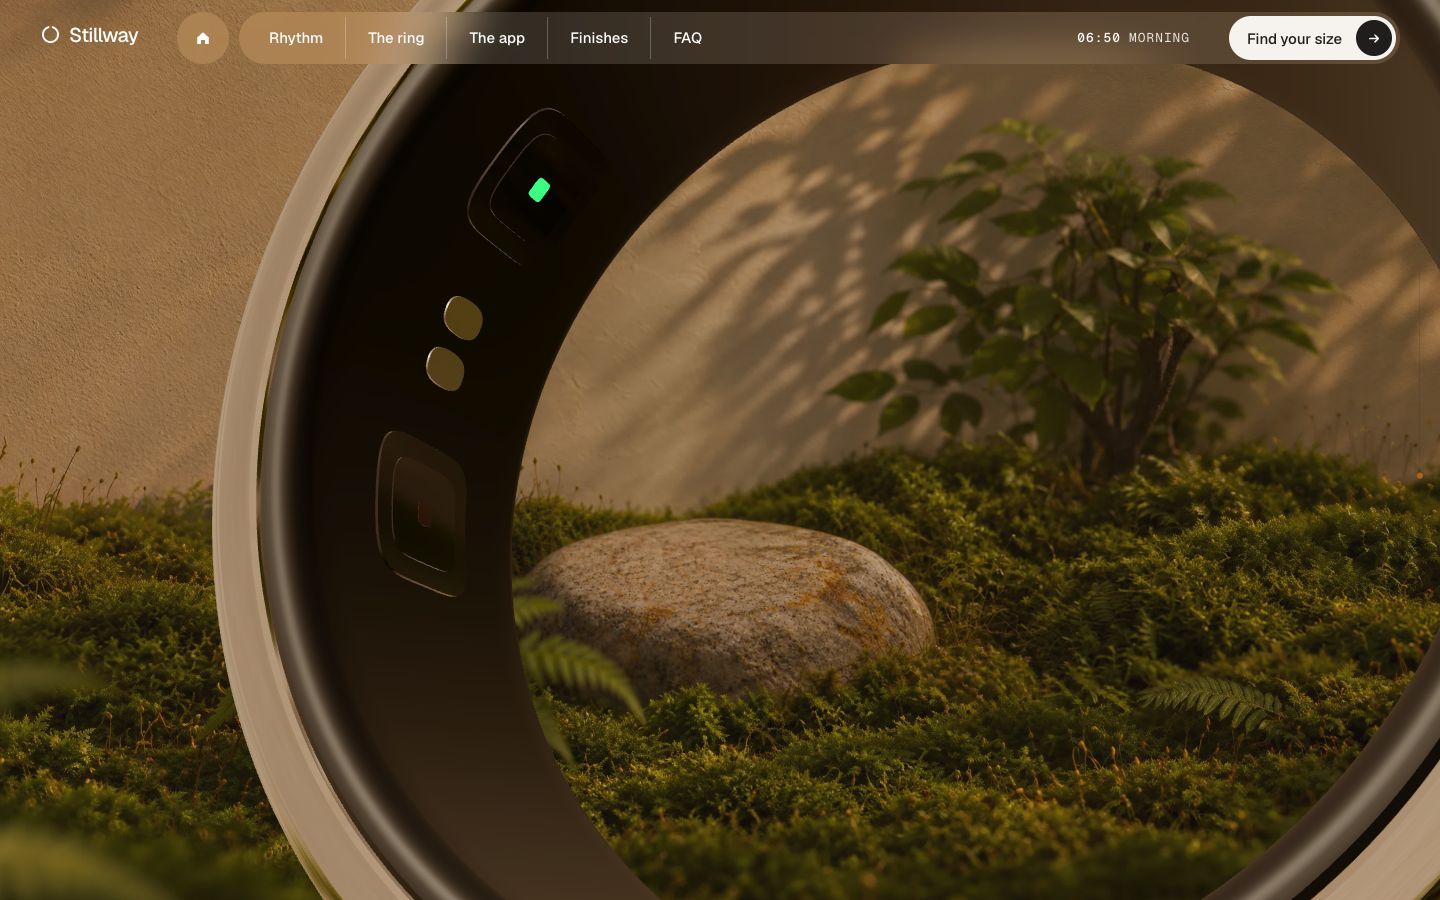 Stillway
Rhythm
The ring
The app
Finishes
FAQ
06:50 MORNING
Find your size